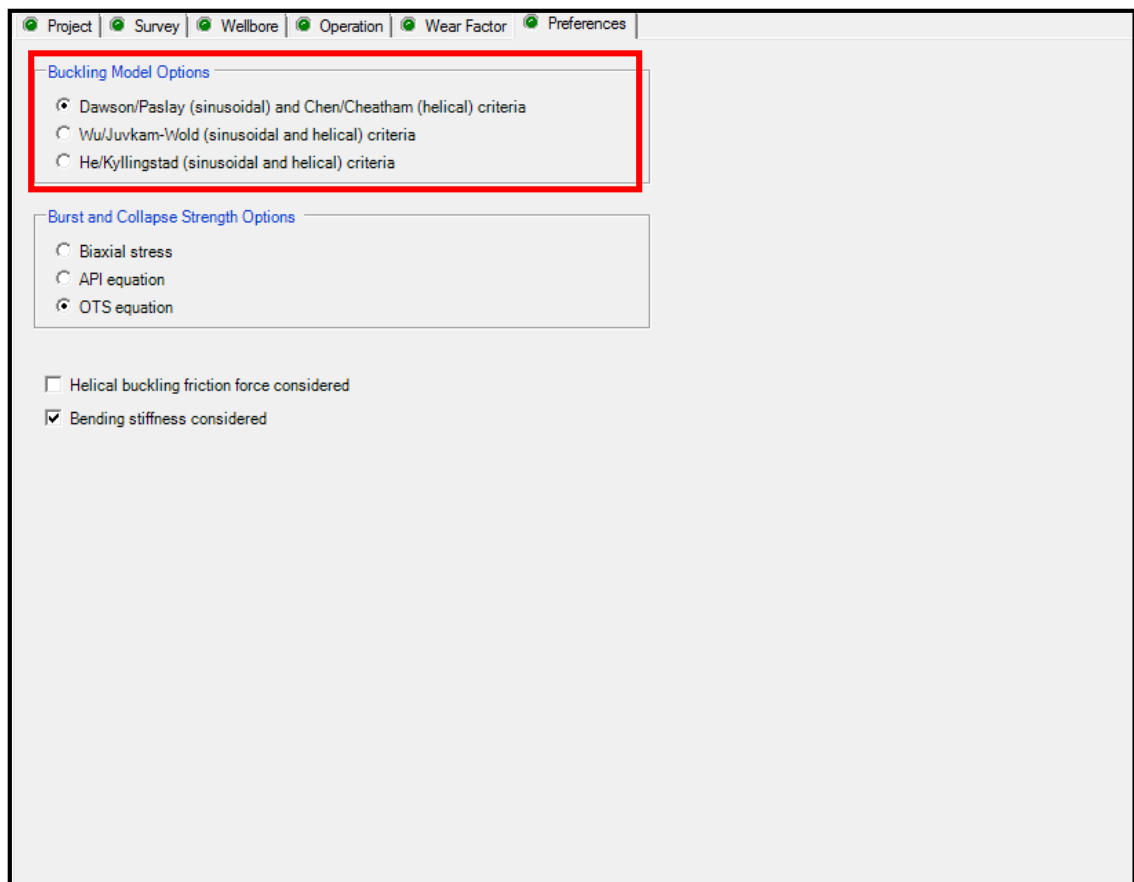 Project Survey Wellbore Operation Wear Factor Preferences
Buckling Model Options
Dawson/Paslay (sinusoidal) and Chen/Cheatham (helical) criteria
Wu/Juvkam-Wold (sinusoidal and helical) criteria
He/Kyllingstad (sinusoidal and helical) criteria
Burst and Collapse Strength Options
Biaxial stress
API equation
OTS equation
Helical buckling friction force considered
Bending stiffness considered